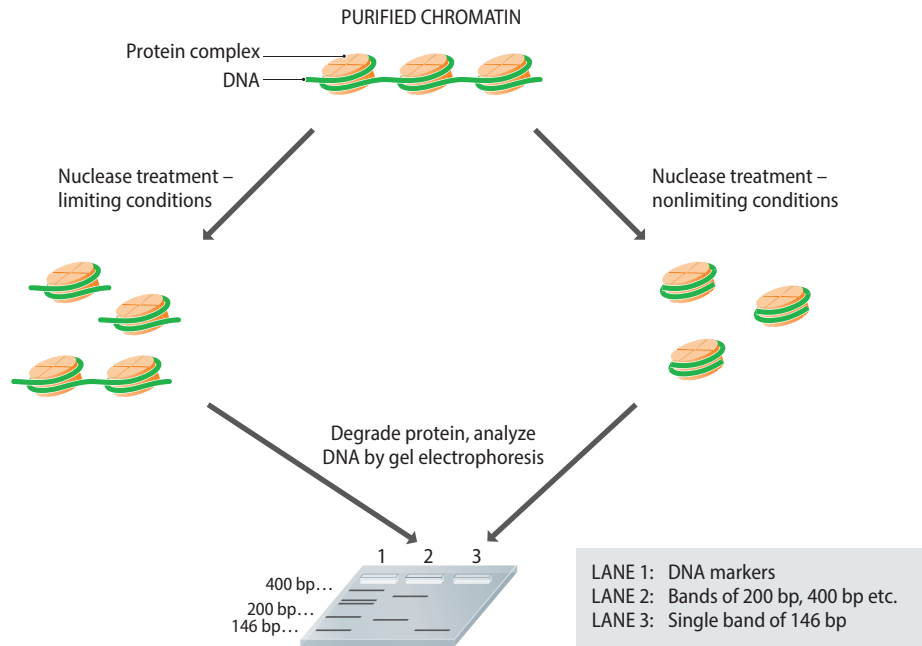 PURIFIED CHROMATIN
Protein complex
DNA
Nuclease treatment –
limiting conditions
Nuclease treatment –
nonlimiting conditions
Degrade protein, analyze
DNA by gel electrophoresis
1 2 3
400 bp…
200 bp…
146 bp…
LANE 1: DNA markers
LANE 2: Bands of 200 bp, 400 bp etc.
LANE 3: Single band of 146 bp